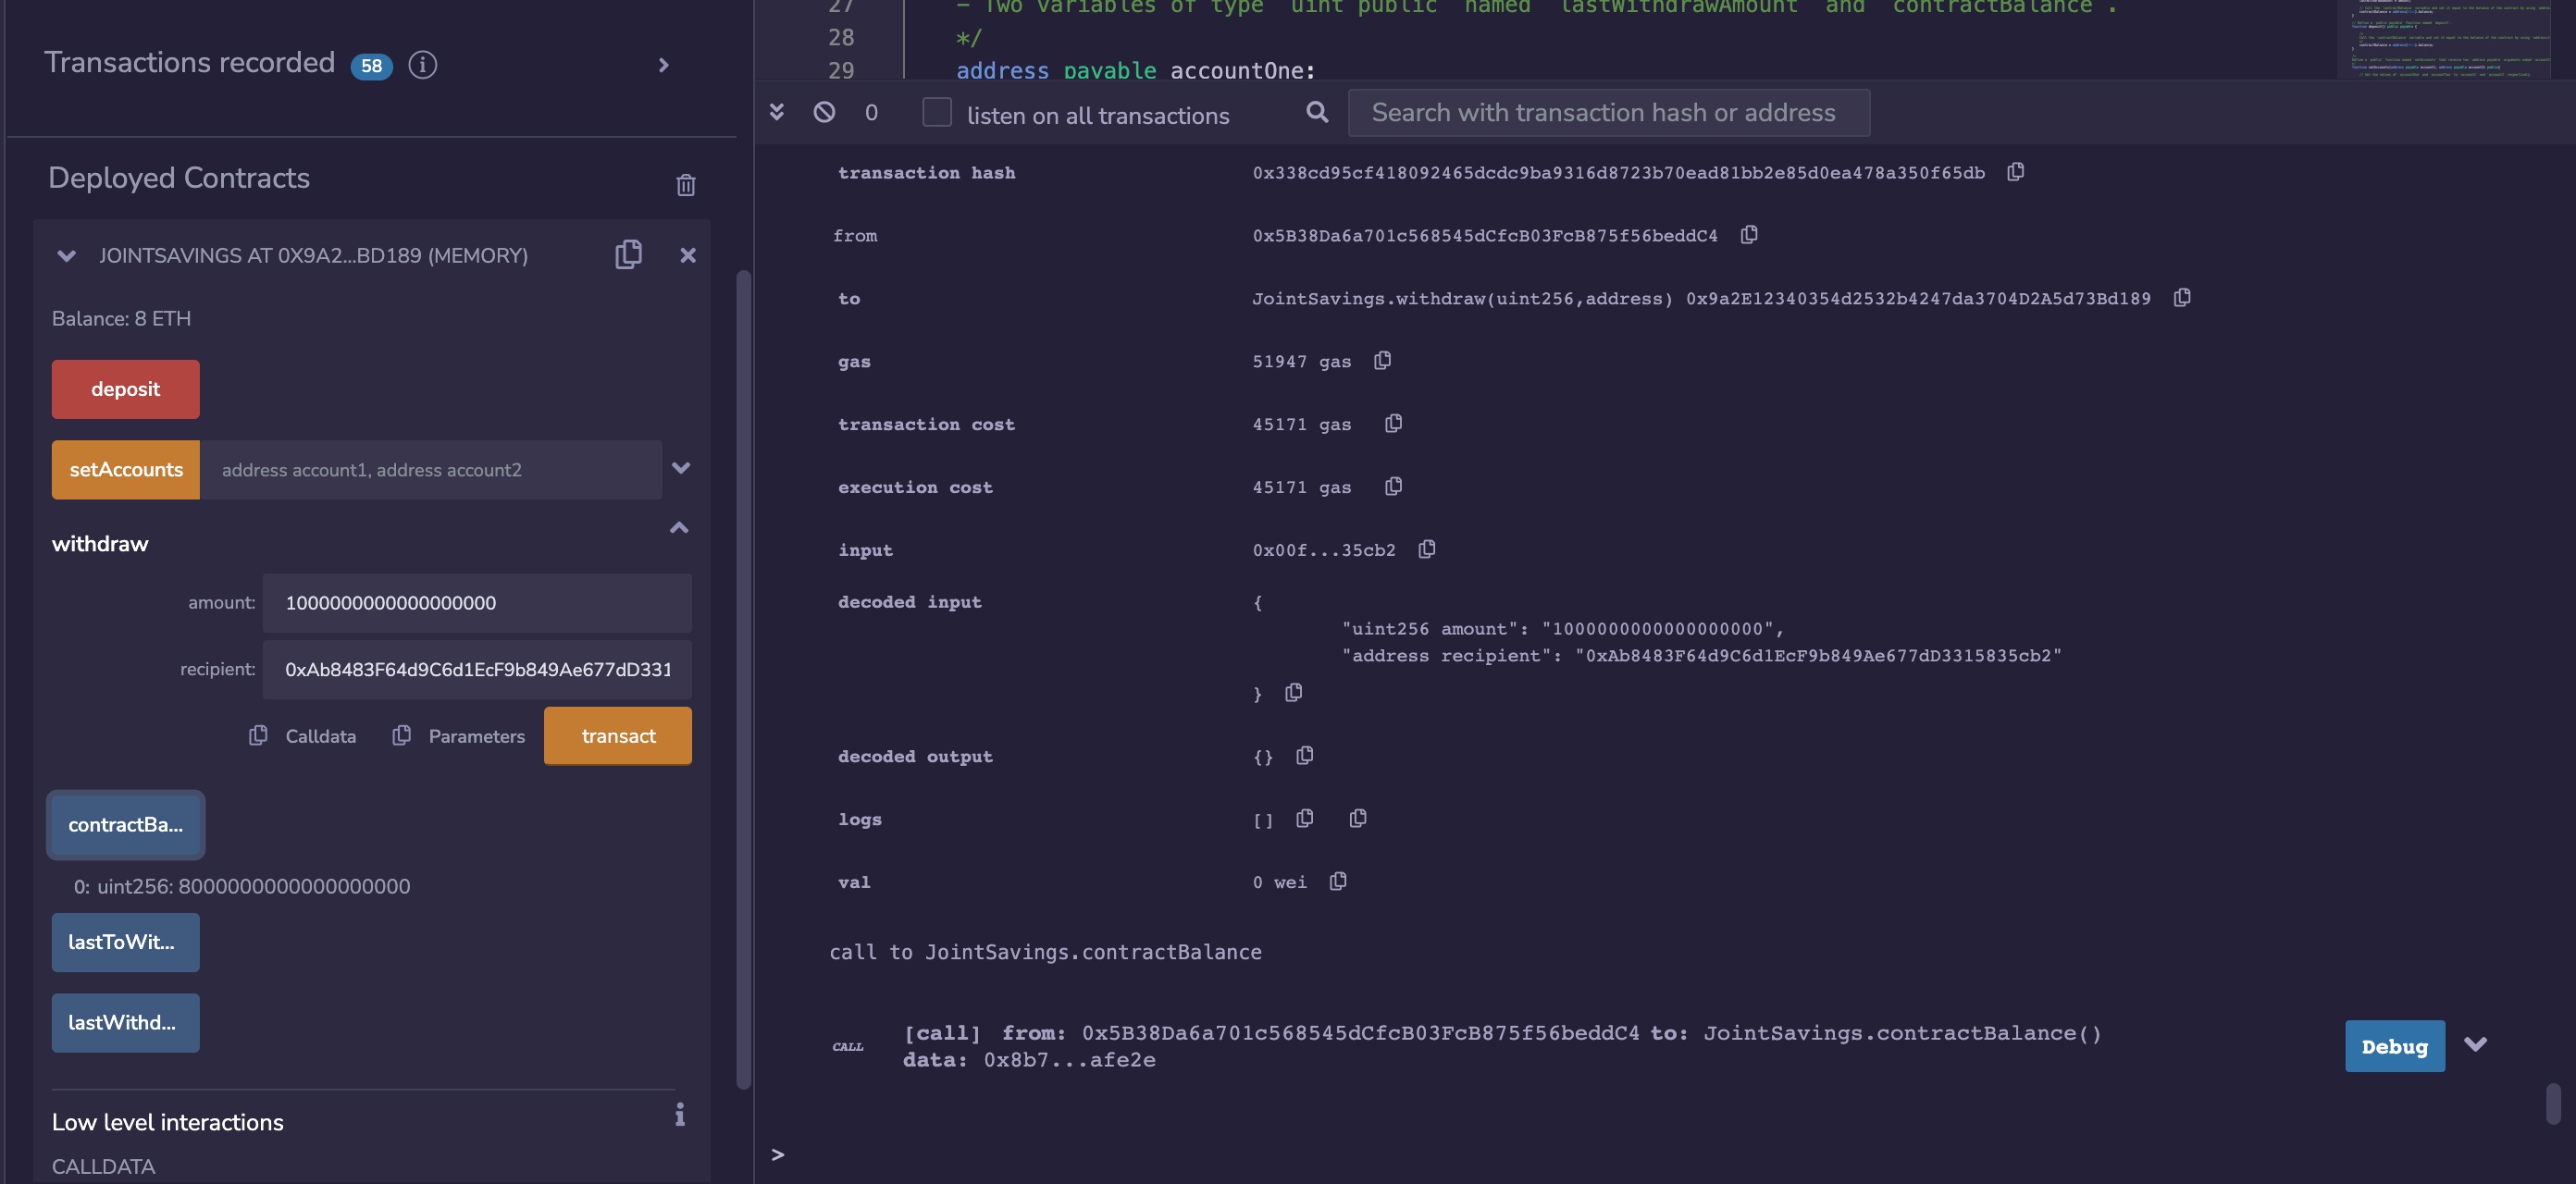 Transactions recorded 58 i
Deployed Contracts
JOINTSAVINGS AT 0X9A2...BD189 (MEMORY)
Balance: 8 ETH
deposit
setAccounts address account1, address account2
withdraw
amount: 1000000000000000000
recipient: 0xAb8483F64d9C6d1EcF9b849Ae677dD331
Calldata Parameters transact
contractBa...
0: uint256: 8000000000000000000
lastToWit...
lastWithd...
Low level interactions i
CALLDATA
27 - Two variables of type `uint public` named `lastWithdrawAmount` and `contractBalance`.
28 */
29 address payable accountOne;
0 listen on all transactions Search with transaction hash or address
transaction hash 0x338cd95cf418092465dcdc9ba9316d8723b70ead81bb2e85d0ea478a350f65db
from 0x5B38Da6a701c568545dCfcB03FcB875f56beddC4
to JointSavings.withdraw(uint256,address) 0x9a2E12340354d2532b4247da3704D2A5d73Bd189
gas 51947 gas
transaction cost 45171 gas
execution cost 45171 gas
input 0x00f...35cb2
decoded input {
"uint256 amount": "1000000000000000000",
"address recipient": "0xAb8483F64d9C6d1EcF9b849Ae677dD3315835cb2"
}
decoded output {}
logs []
val 0 wei
call to JointSavings.contractBalance
CALL [call] from: 0x5B38Da6a701c568545dCfcB03FcB875f56beddC4 to: JointSavings.contractBalance()
data: 0x8b7...afe2e
Debug
>